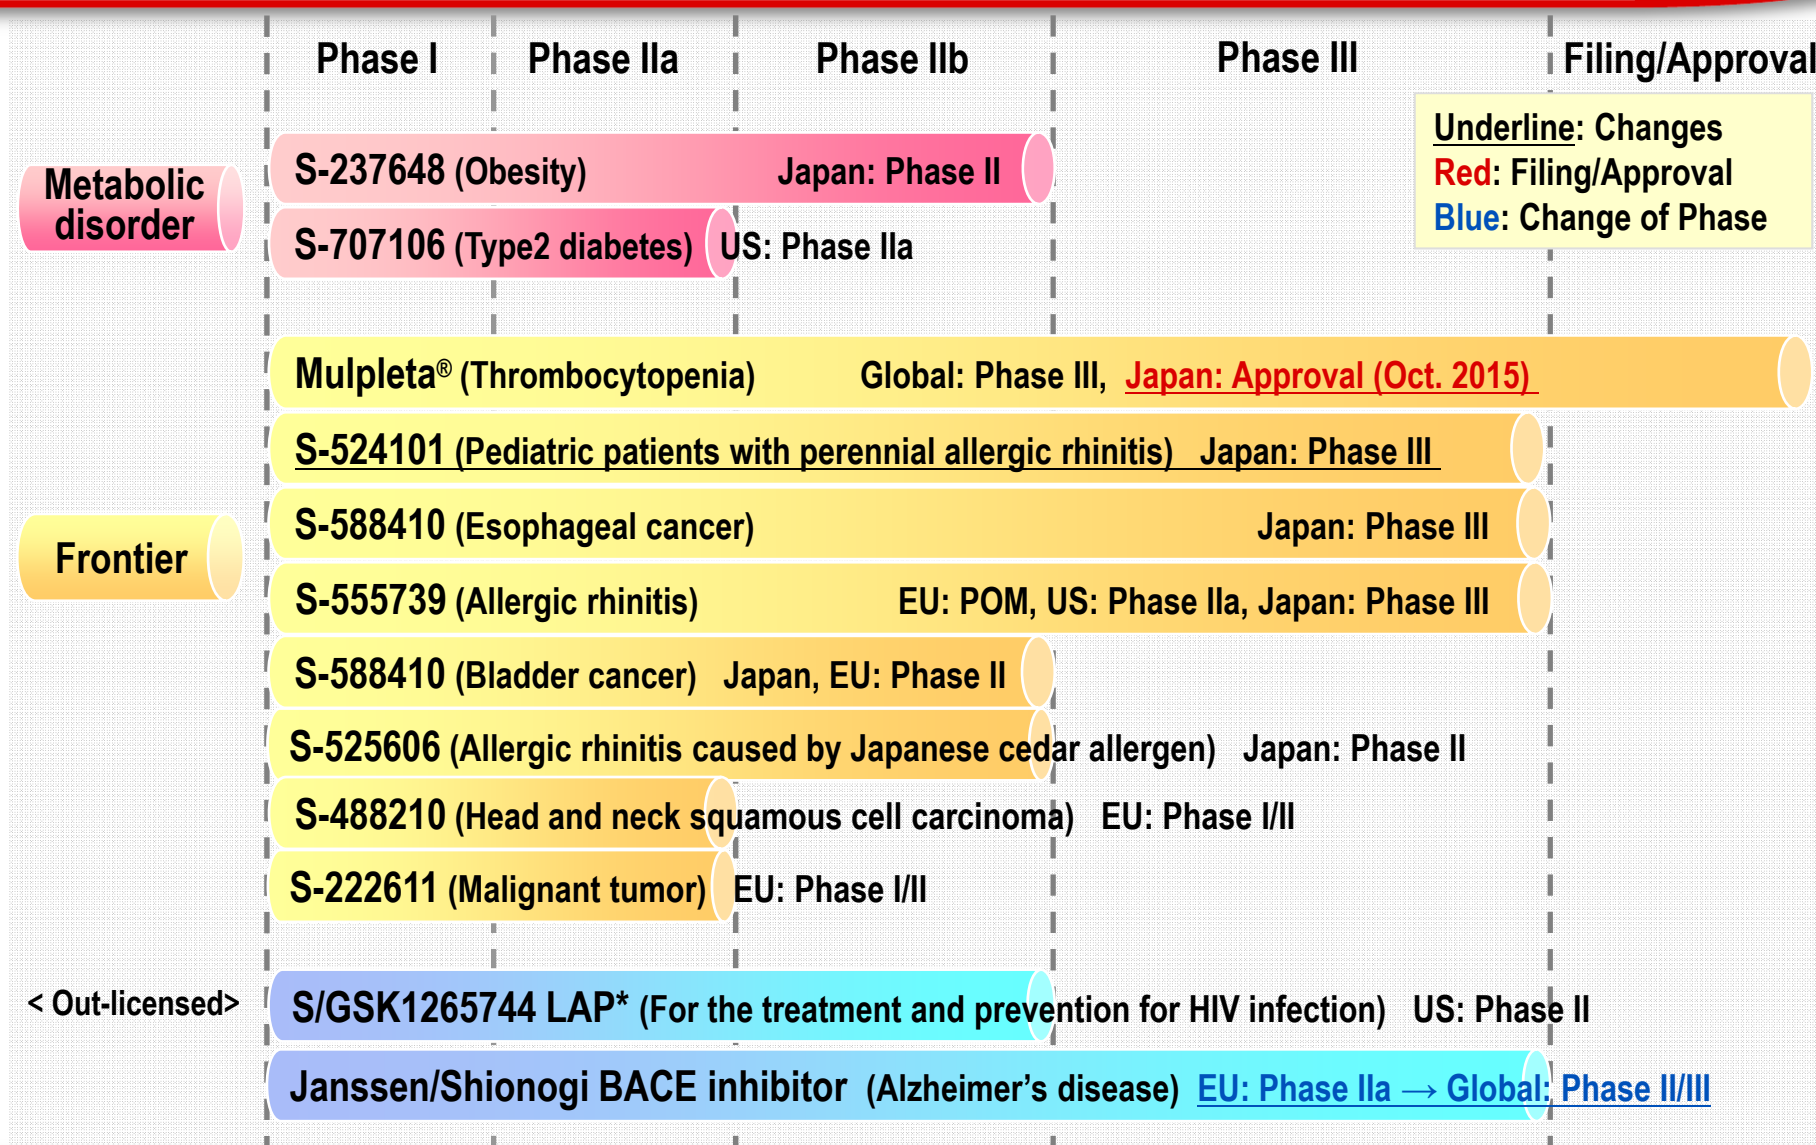 Phase I Phase IIa Phase IIb Phase III Filing/Approval
Underline: Changes
Red: Filing/Approval
Blue: Change of Phase
Metabolic
disorder
S-237648 (Obesity) Japan: Phase II
S-707106 (Type2 diabetes) US: Phase IIa
Frontier
Mulpleta® (Thrombocytopenia) Global: Phase III, Japan: Approval (Oct. 2015)
S-524101 (Pediatric patients with perennial allergic rhinitis) Japan: Phase III
S-588410 (Esophageal cancer) Japan: Phase III
S-555739 (Allergic rhinitis) EU: POM, US: Phase IIa, Japan: Phase III
S-588410 (Bladder cancer) Japan, EU: Phase II
S-525606 (Allergic rhinitis caused by Japanese cedar allergen) Japan: Phase II
S-488210 (Head and neck squamous cell carcinoma) EU: Phase I/II
S-222611 (Malignant tumor) EU: Phase I/II
< Out-licensed>
S/GSK1265744 LAP* (For the treatment and prevention for HIV infection) US: Phase II
Janssen/Shionogi BACE inhibitor (Alzheimer's disease) EU: Phase IIa → Global: Phase II/III